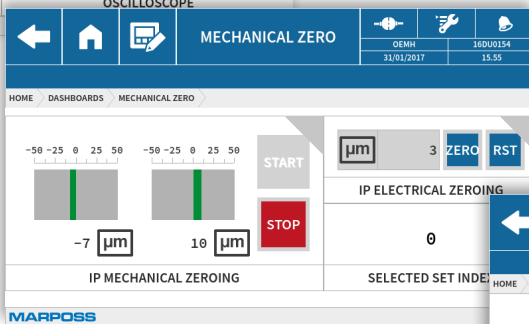 OSCILLOSCOPE
MECHANICAL ZERO
OEMH 16DU0154
31/01/2017 15.55
HOME DASHBOARDS MECHANICAL ZERO
-50 -25 0 25 50 -50 -25 0 25 50
START
STOP
-7 µm 10 µm
IP MECHANICAL ZEROING
µm 3 ZERO RST
IP ELECTRICAL ZEROING
0
SELECTED SET INDE
HOME
MARPOSS